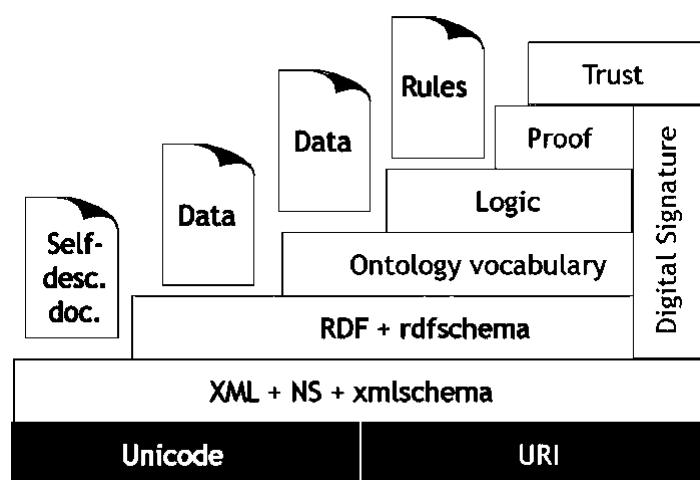 Rules
Trust
Data
Proof
Data
Logic
Self-
desc.
doc.
Ontology vocabulary
Digital Signature
RDF + rdfschema
XML + NS + xmlschema
Unicode
URI